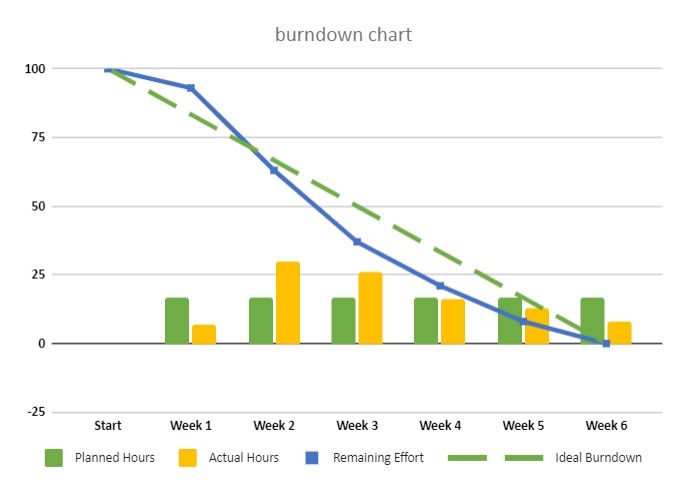 burndown chart
100
75
50
25
0
-25
Start Week 1 Week 2 Week 3 Week 4 Week 5 Week 6
Planned Hours Actual Hours Remaining Effort Ideal Burndown